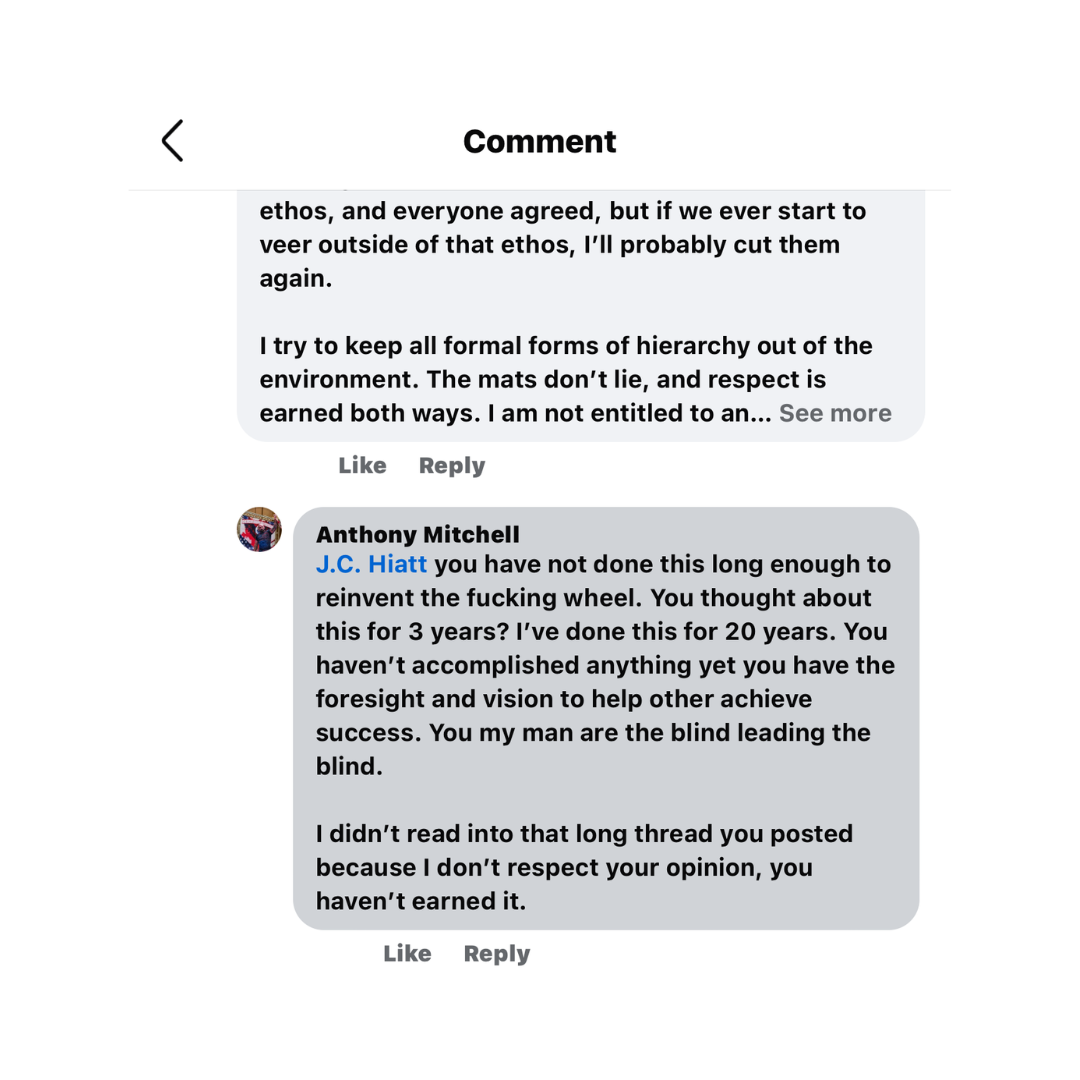 Comment
ethos, and everyone agreed, but if we ever start to
veer outside of that ethos, I’ll probably cut them
again.
I try to keep all formal forms of hierarchy out of the
environment. The mats don’t lie, and respect is
earned both ways. I am not entitled to an... See more
Like Reply
Anthony Mitchell
J.C. Hiatt you have not done this long enough to
reinvent the fucking wheel. You thought about
this for 3 years? I’ve done this for 20 years. You
haven’t accomplished anything yet you have the
foresight and vision to help other achieve
success. You my man are the blind leading the
blind.
I didn’t read into that long thread you posted
because I don’t respect your opinion, you
haven’t earned it.
Like Reply